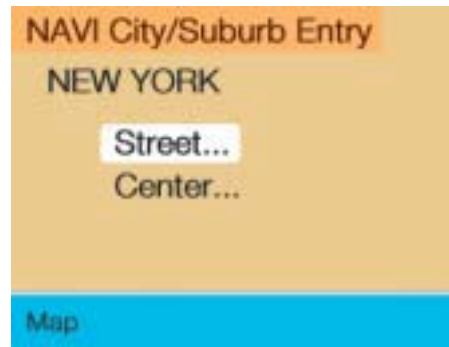 NAVI City/Suburb Entry
NEW YORK
Street...
Center...
Map